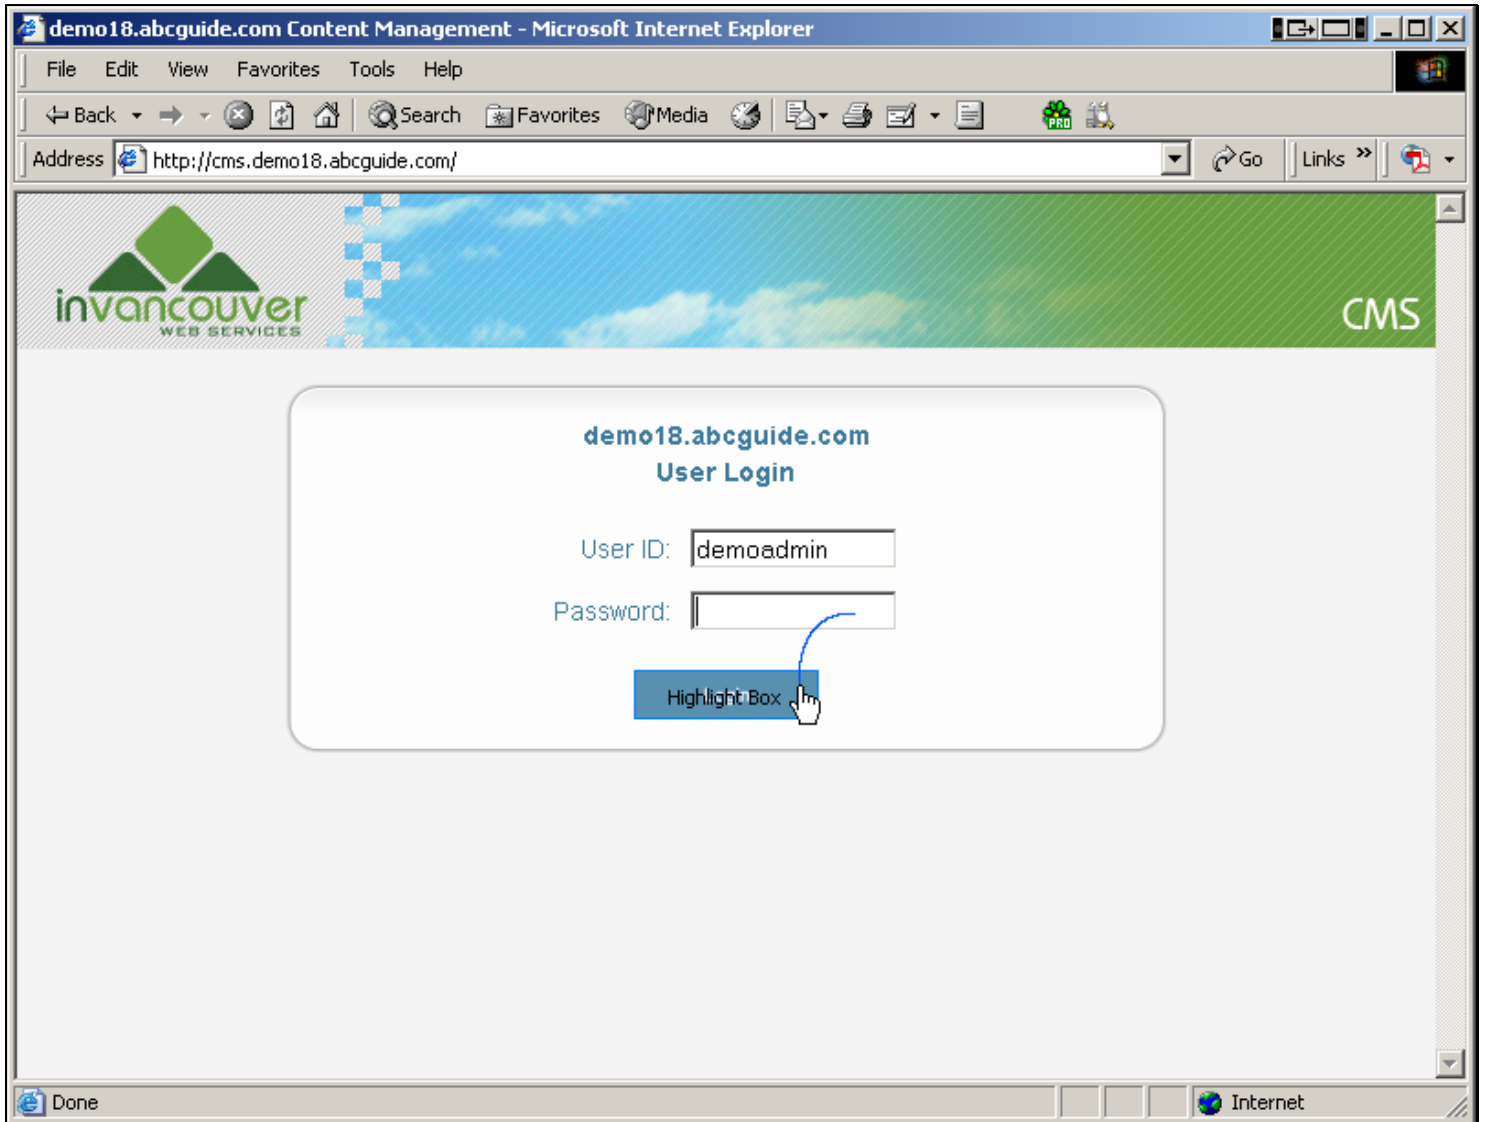 demo18.abcguide.com Content Management - Microsoft Internet Explorer
File Edit View Favorites Tools Help
Back Search Favorites Media PRO
Address http://cms.demo18.abcguide.com/ Go Links »
invancouver
WEB SERVICES
CMS
demo18.abcguide.com
User Login
User ID: demoadmin
Password:
Highlight Box
Done Internet